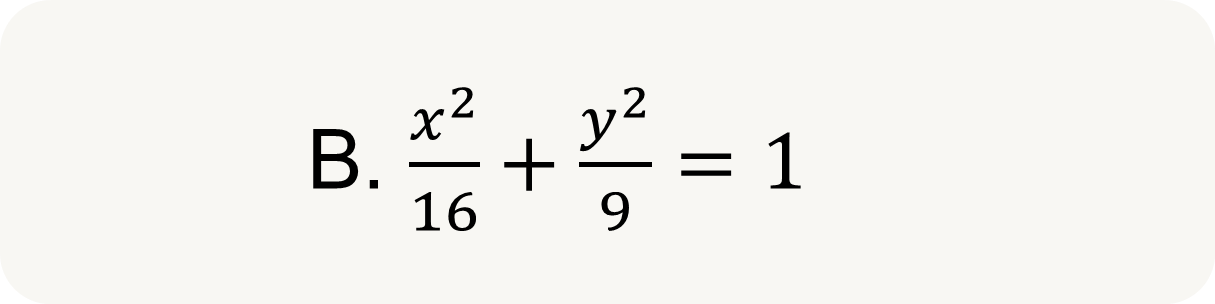 B. x²/16 + y²/9 = 1